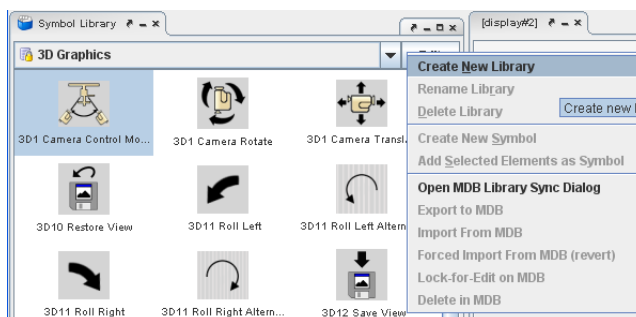 Symbol Library
[display#2]
3D Graphics
Create New Library
Rename Library
Delete Library
Create new
Create New Symbol
Add Selected Elements as Symbol
Open MDB Library Sync Dialog
Export to MDB
Import From MDB
Forced Import From MDB (revert)
Lock-for-Edit on MDB
Delete in MDB
3D1 Camera Control Mo...
3D1 Camera Rotate
3D1 Camera Transl
3D10 Restore View
3D11 Roll Left
3D11 Roll Left Altern
3D11 Roll Right
3D11 Roll Right Altern...
3D12 Save View